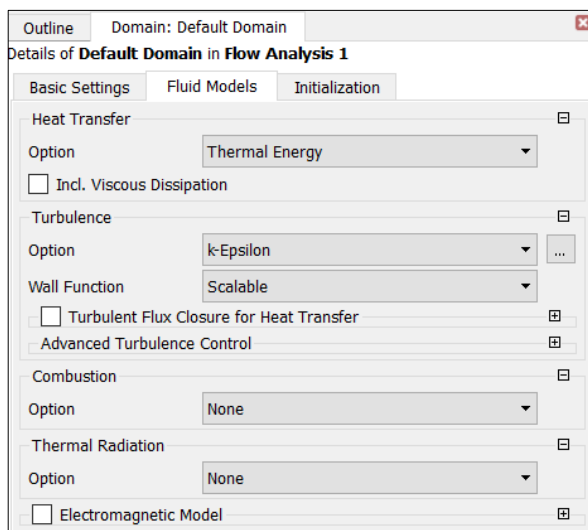 Outline Domain: Default Domain
Details of Default Domain in Flow Analysis 1
Basic Settings Fluid Models Initialization
Heat Transfer
Option Thermal Energy
Incl. Viscous Dissipation
Turbulence
Option k-Epsilon ...
Wall Function Scalable
Turbulent Flux Closure for Heat Transfer
Advanced Turbulence Control
Combustion
Option None
Thermal Radiation
Option None
Electromagnetic Model